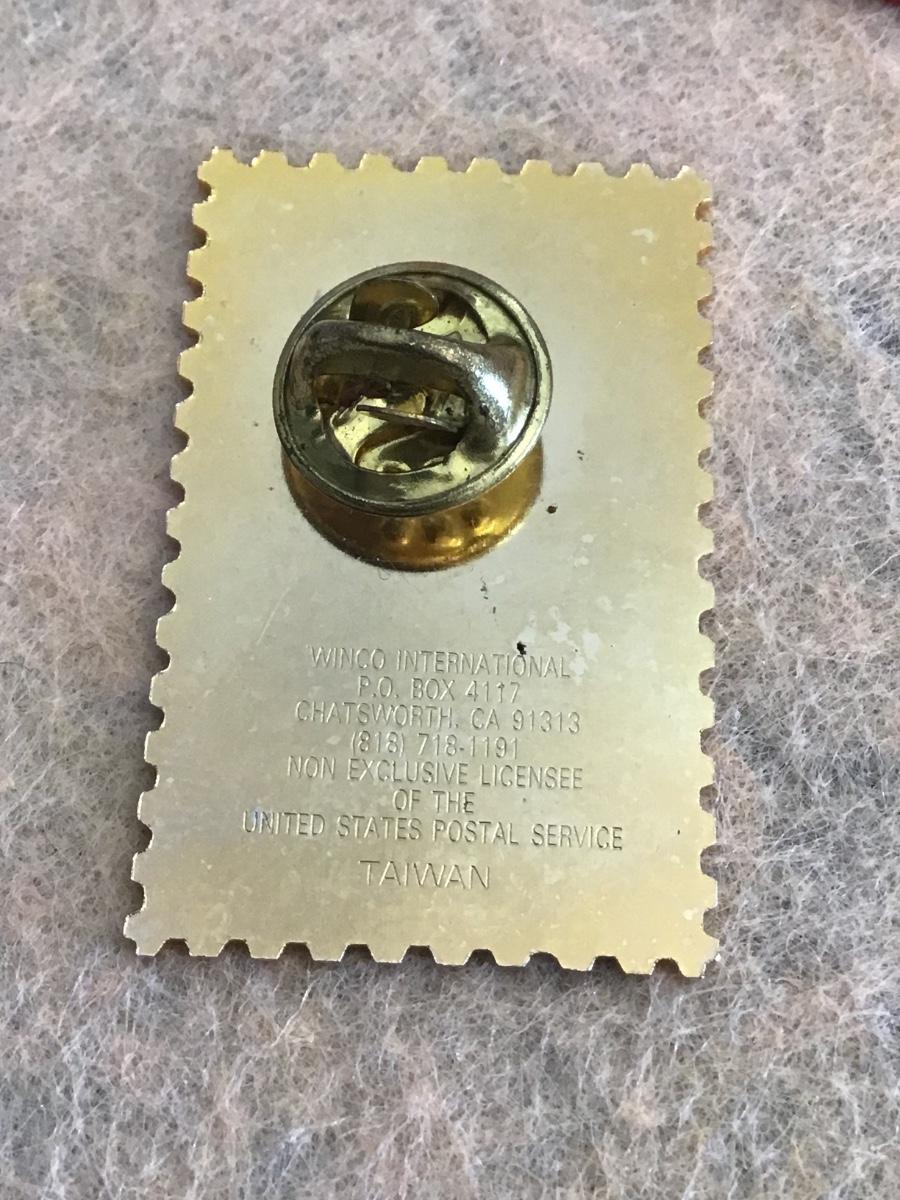 WINCO INTERNATIONAL
P.O. BOX 4117
CHATSWORTH, CA 91313
(818) 718-1191
NON EXCLUSIVE LICENSEE
OF THE
UNITED STATES POSTAL SERVICE
TAIWAN